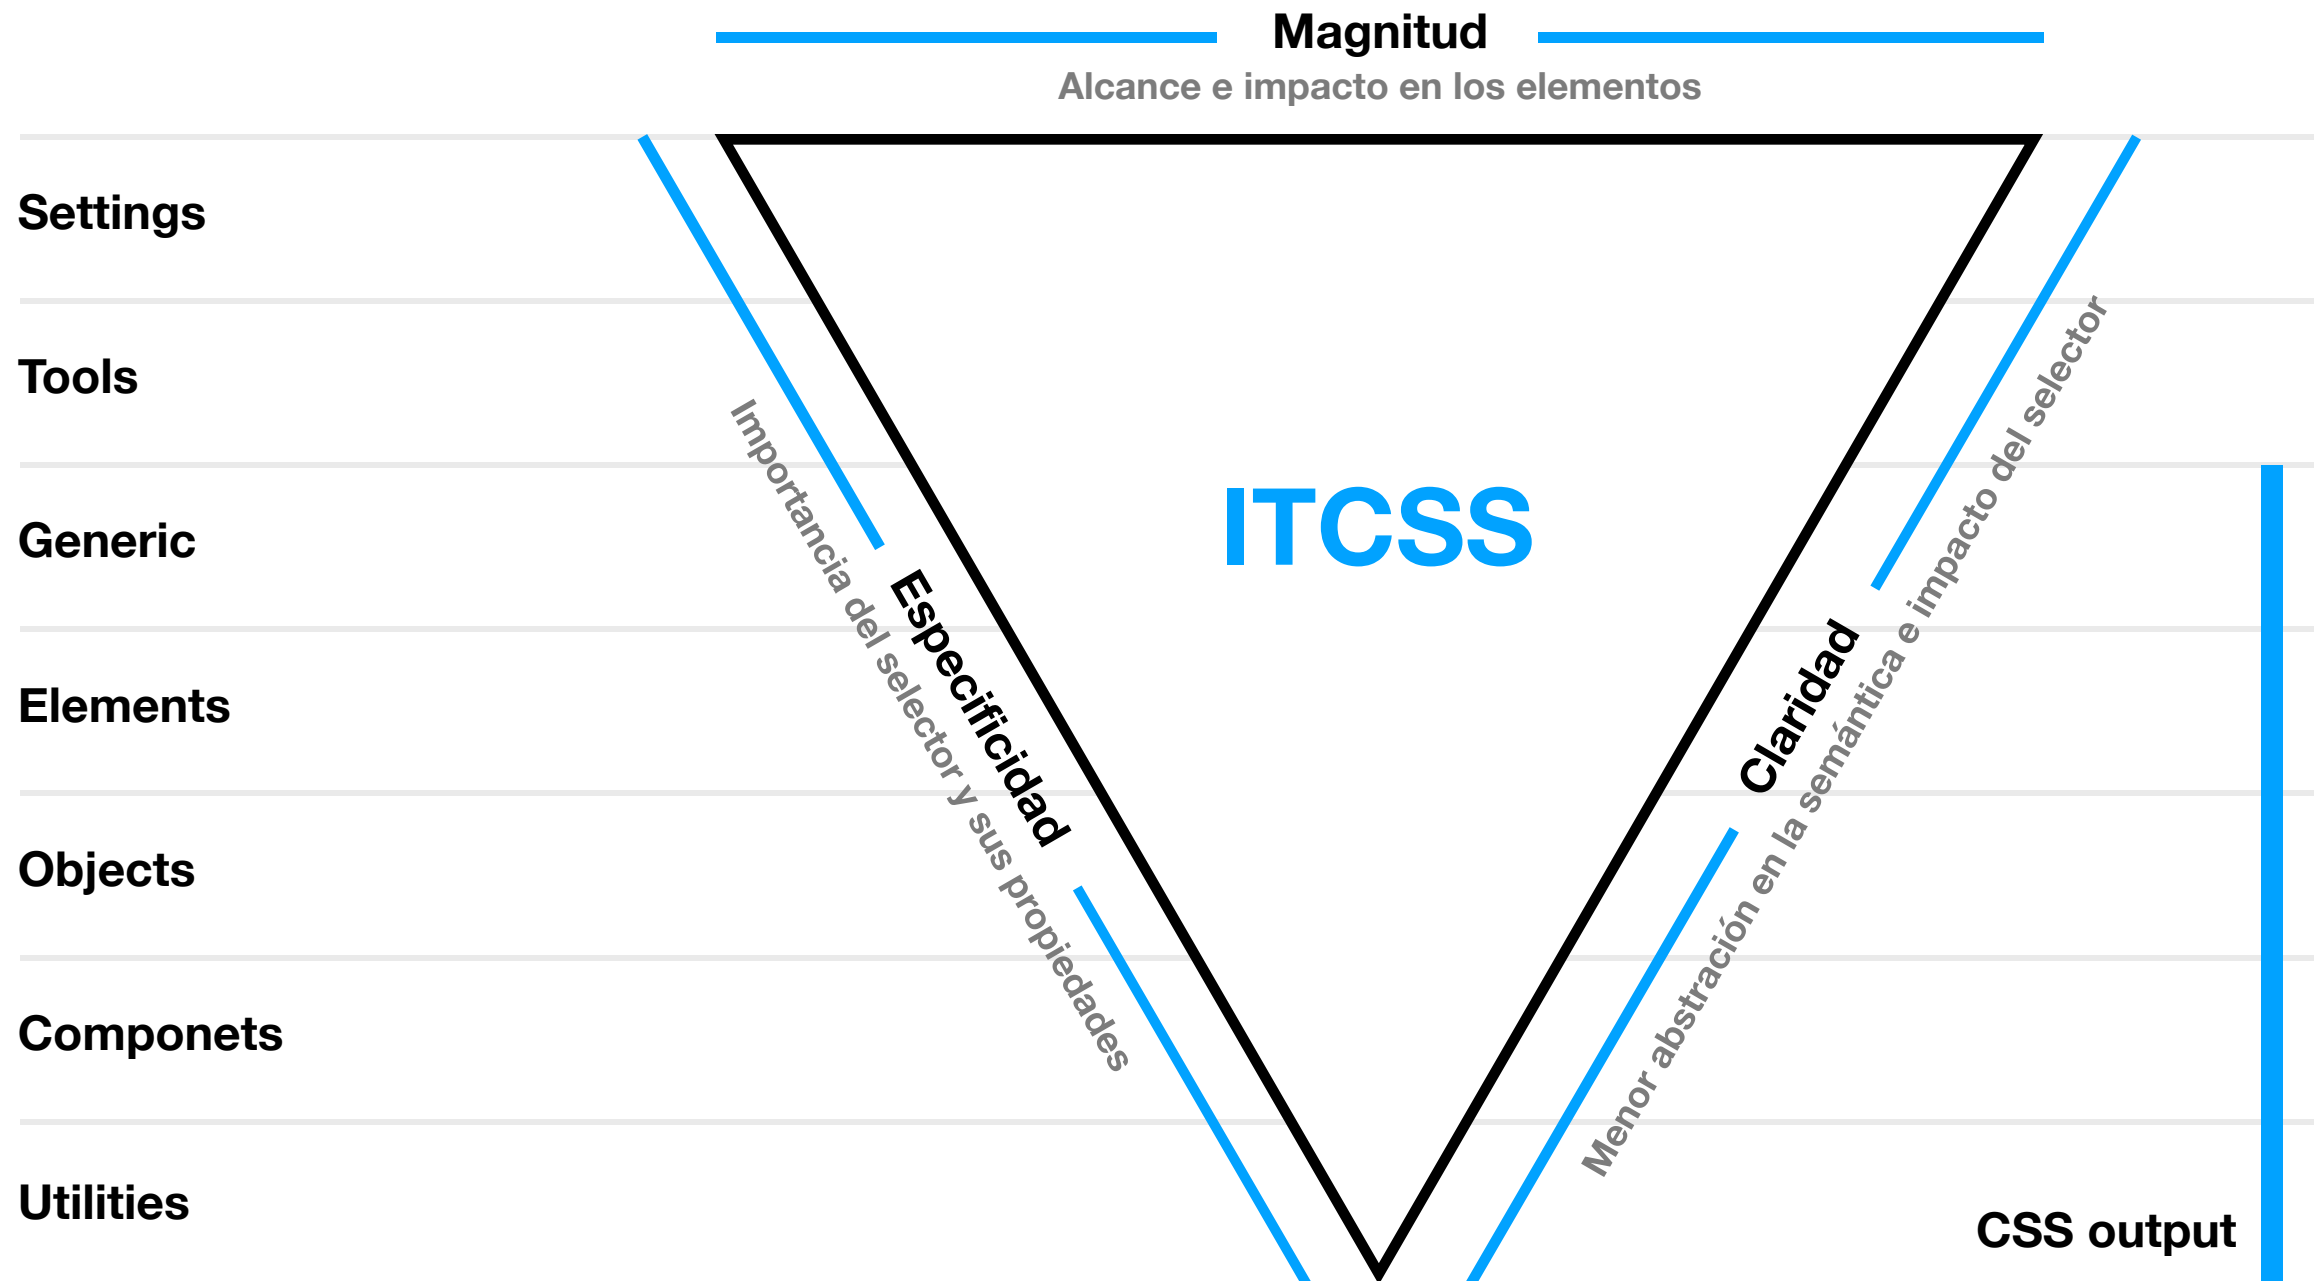 Magnitud
Alcance e impacto en los elementos
Settings
Tools
Generic
Elements
Objects
Componets
Utilities
Importancia del selector y sus propiedades
Especificidad
ITCSS
Claridad
Menor abstración en la semántica e impacto del selector
CSS output